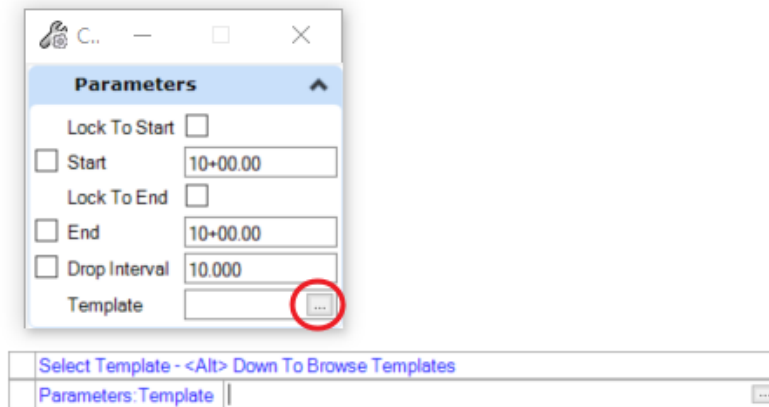 C..
Parameters
Lock To Start
Start 10+00.00
Lock To End
End 10+00.00
Drop Interval 10.000
Template ...
Select Template - <Alt> Down To Browse Templates
Parameters:Template ...